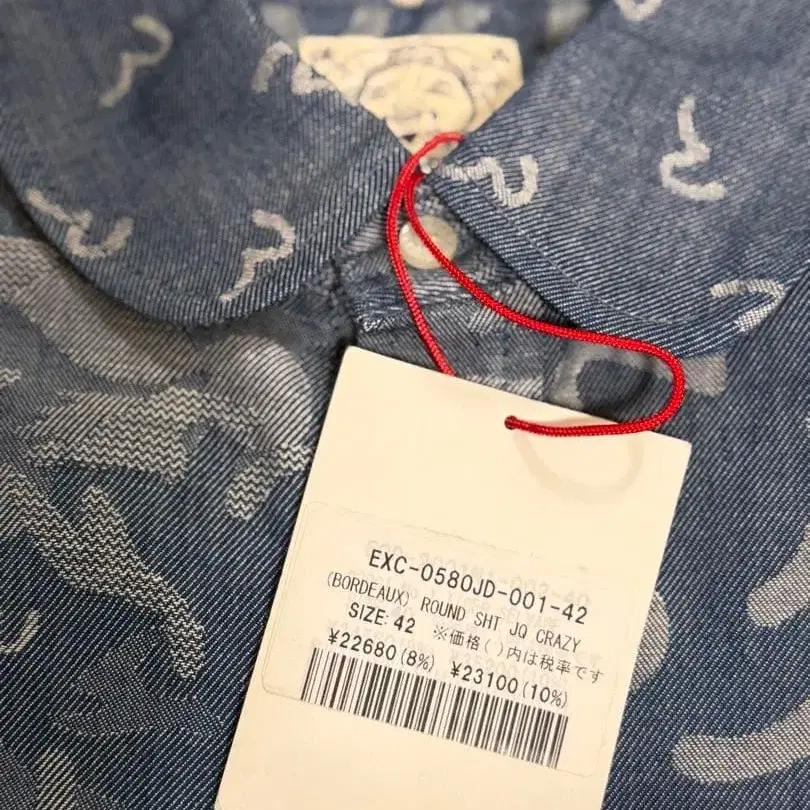 EXC-0580JD-001-42
(BORDEAUX) ROUND SHT JQ CRAZY
SIZE: 42 ※価格( )内は税率です
¥22680(8%) ¥23100(10%)